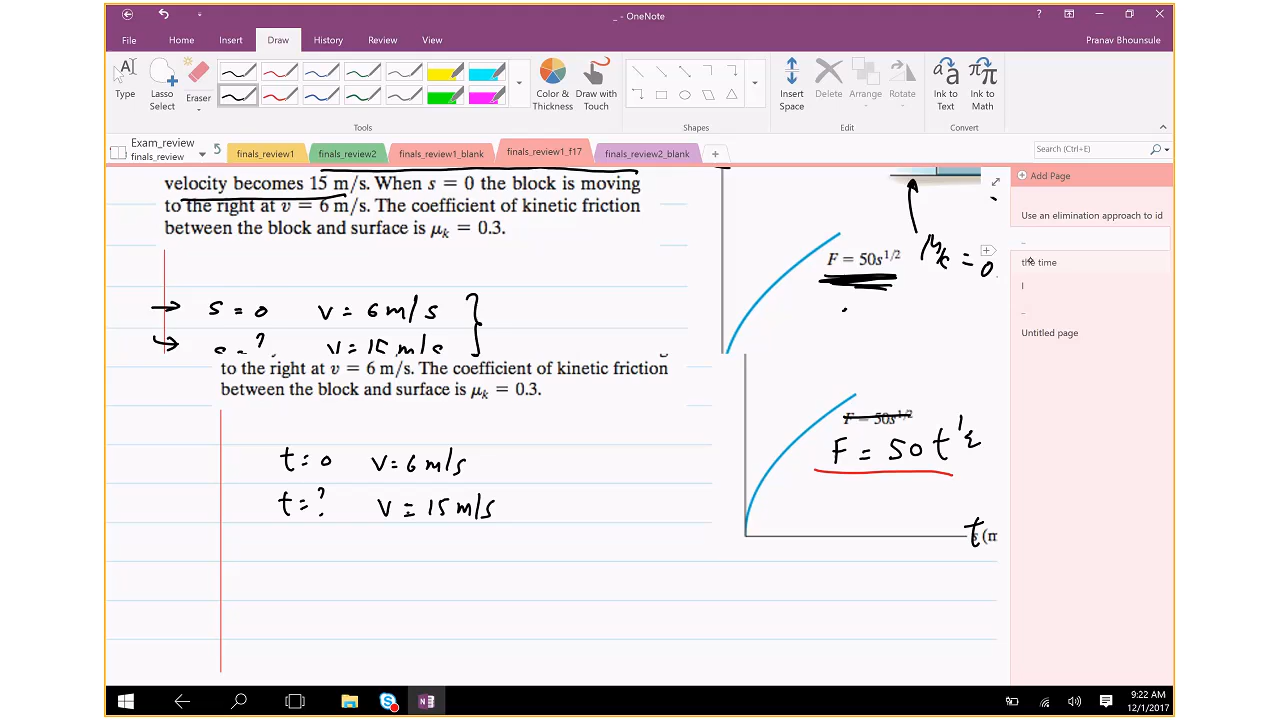 _ - OneNote
File Home Insert Draw History Review View
Pranav Bhounsule
Type
Lasso Select
Eraser
Color & Thickness
Draw with Touch
Insert Space
Delete
Arrange
Rotate
Ink to Text
Ink to Math
Tools
Shapes
Edit
Convert
Exam_review
finals_review
finals_review1
finals_review2
finals_review1_blank
finals_review1_f17
finals_review2_blank
Search (Ctrl+E)
velocity becomes 15 m/s. When s = 0 the block is moving
to the right at v = 6 m/s. The coefficient of kinetic friction
between the block and surface is μk = 0.3.
F = 50s^1/2
μk = 0.
→ s = 0 v = 6 m/s
to the right at v = 6 m/s. The coefficient of kinetic friction
between the block and surface is μk = 0.3.
F = 50s^1/2
F = 50 t^1/2
t = 0 v = 6 m/s
t = ? v = 15 m/s
t
Add Page
Use an elimination approach to id
_
the time
I
_
Untitled page
9:22 AM
12/1/2017